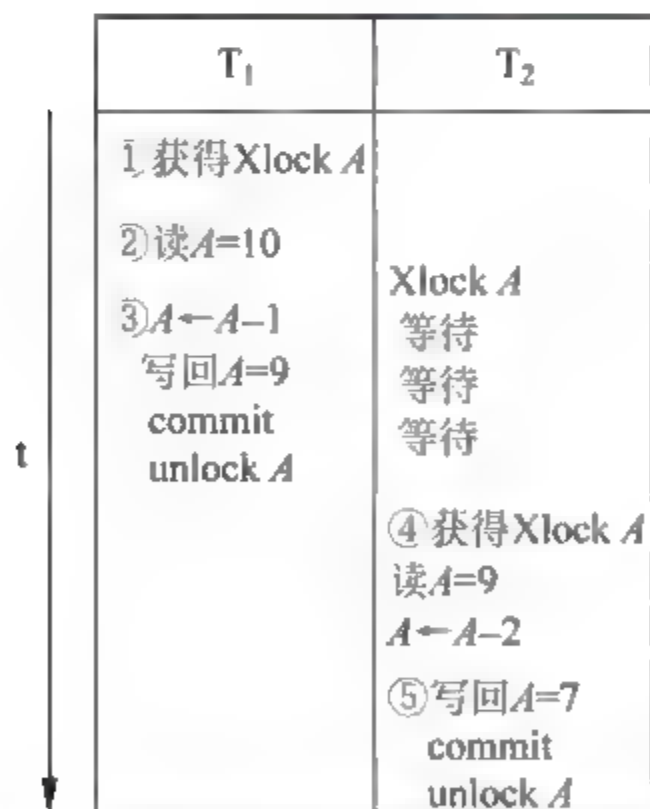 T₁ T₂
① 获得Xlock A
② 读A=10
Xlock A
③ A←A−1
等待
写回A=9
等待
commit
等待
unlock A
t
④ 获得Xlock A
读A=9
A←A−2
⑤ 写回A=7
commit
unlock A